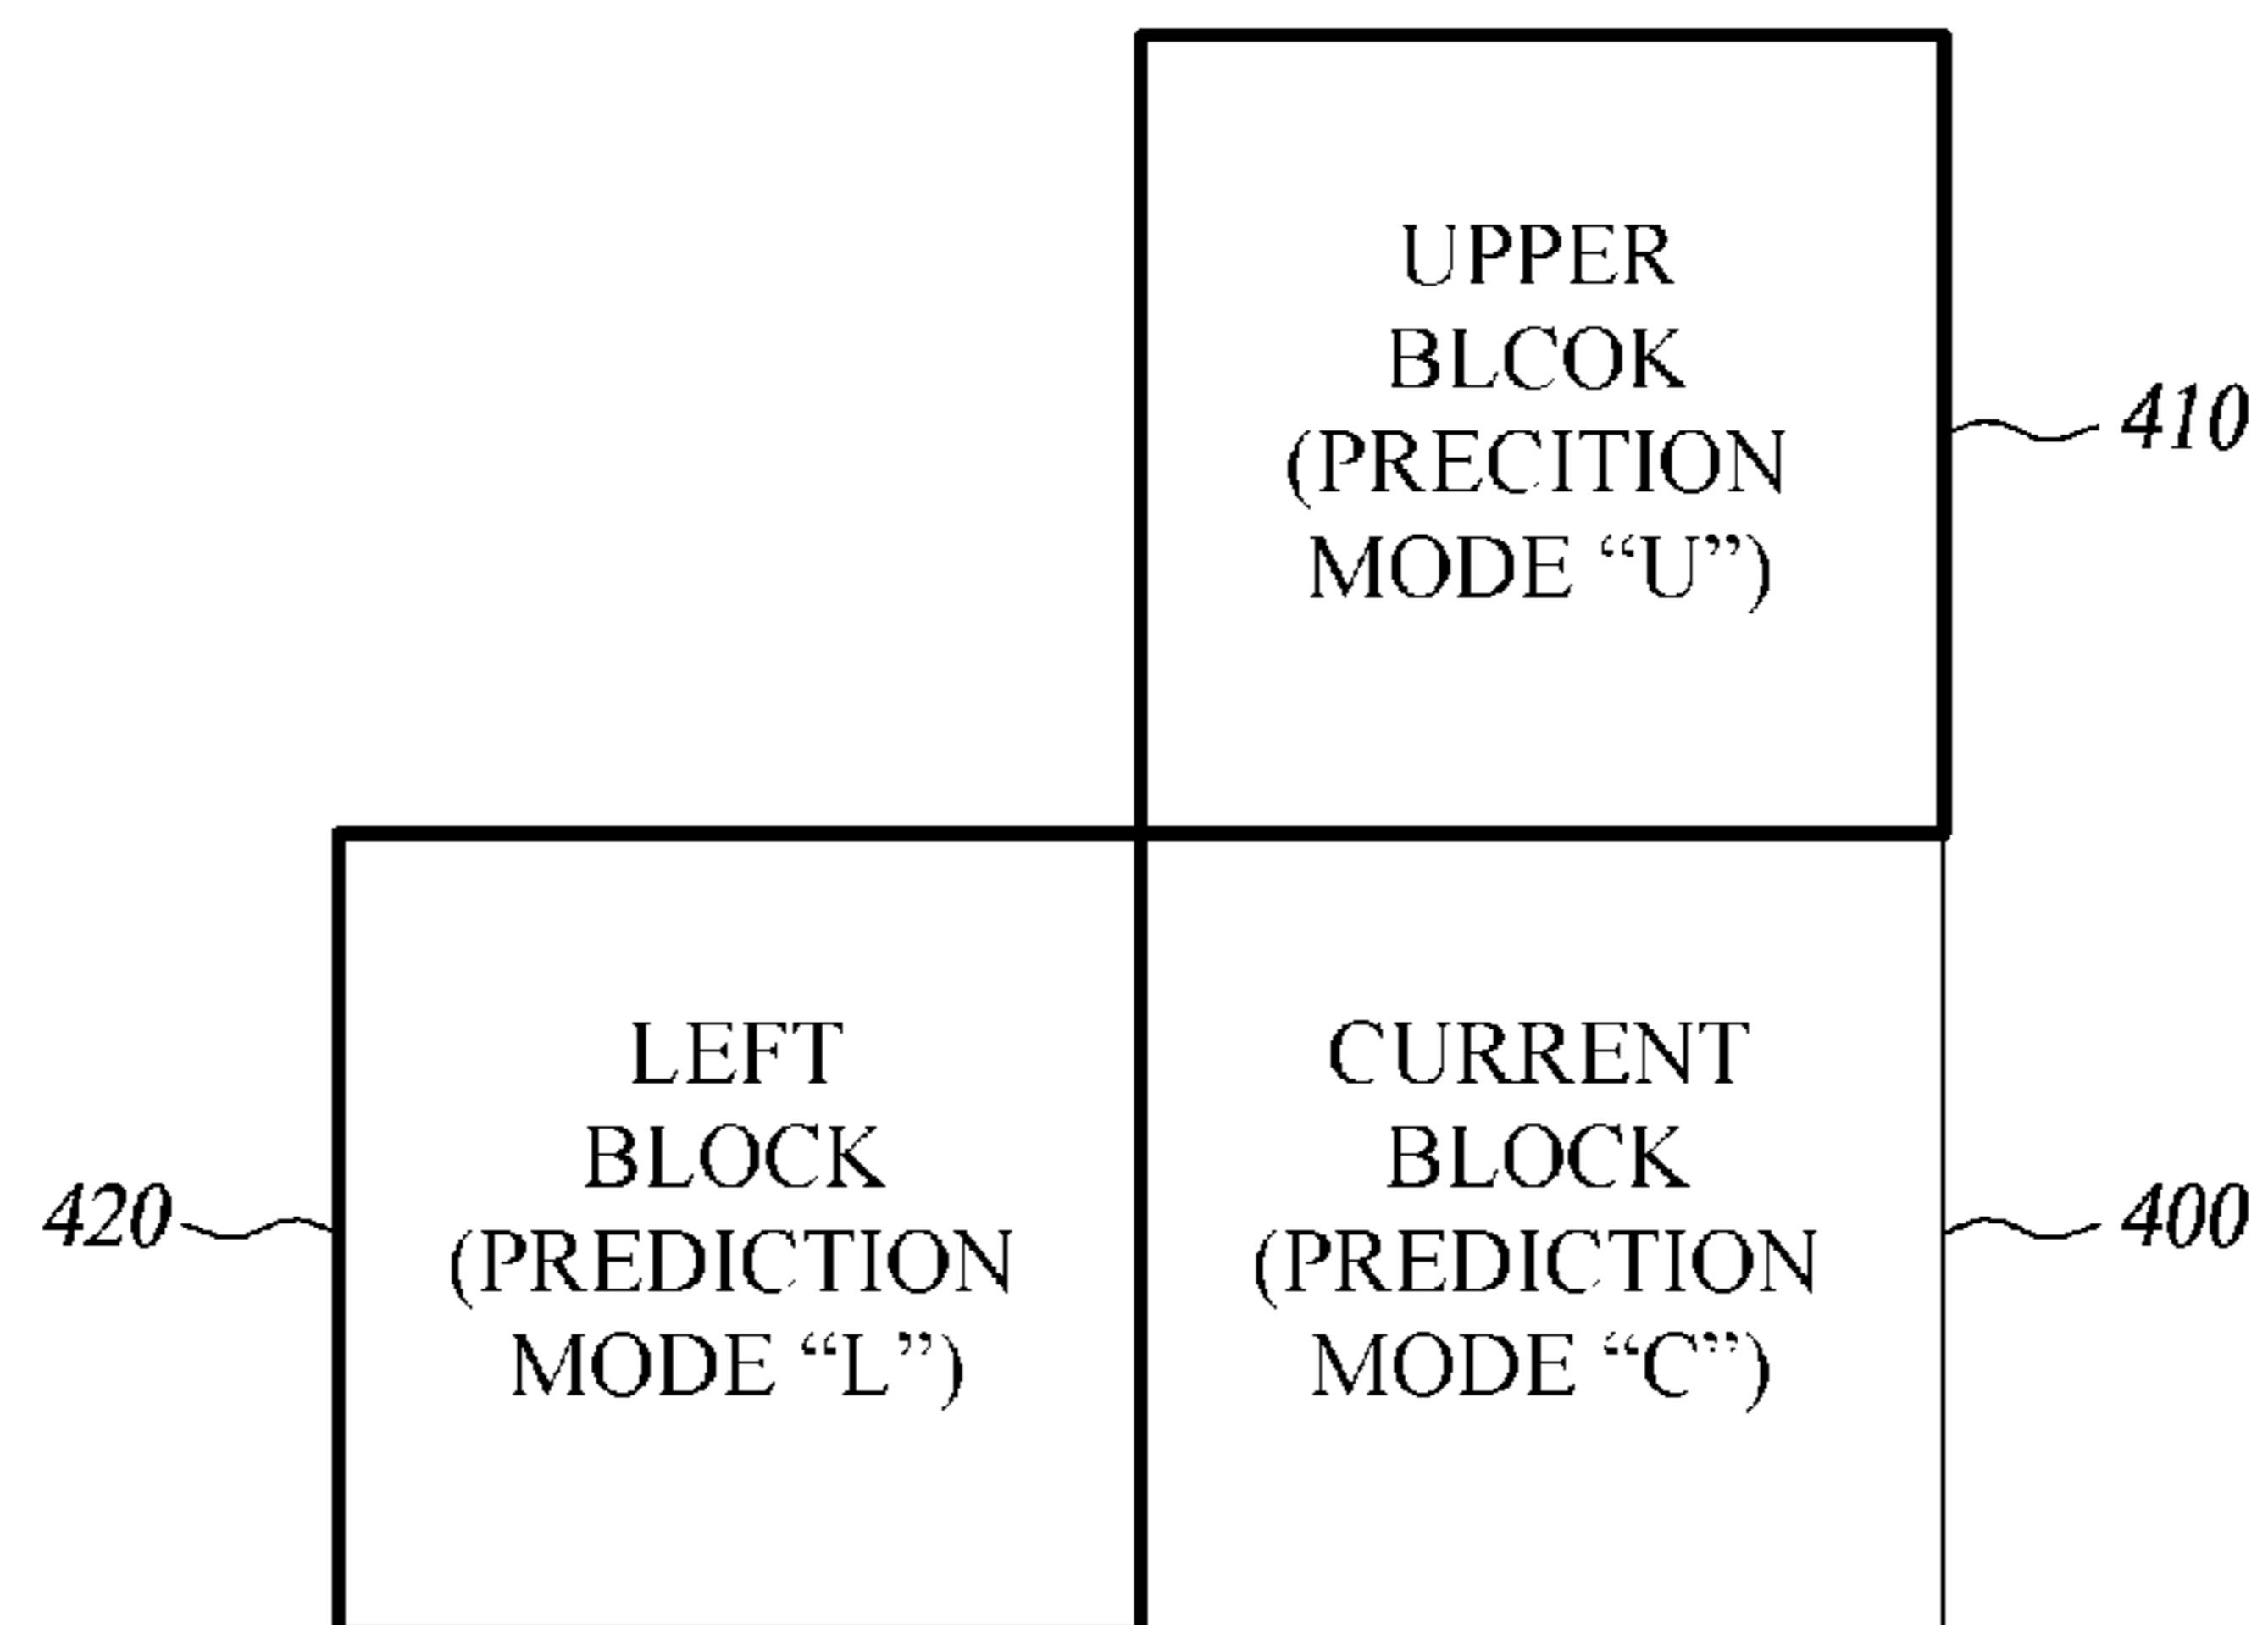 UPPER
BLCOK
(PRECITION
MODE “U”)
410
LEFT
BLOCK
(PREDICTION
MODE “L”)
420
CURRENT
BLOCK
(PREDICTION
MODE “C”)
400